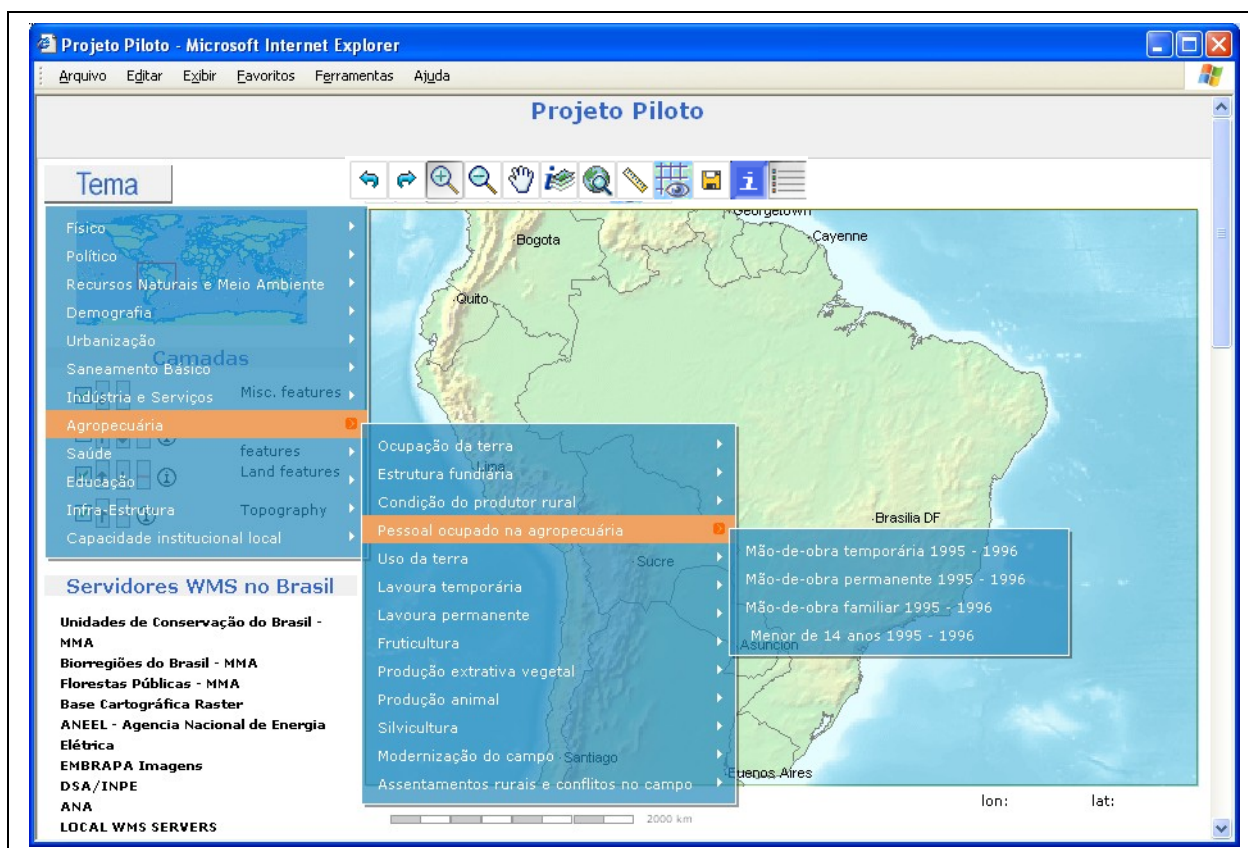 Projeto Piloto - Microsoft Internet Explorer
Arquivo Editar Exibir Favoritos Ferramentas Ajuda
Projeto Piloto
Tema
Físico
Político
Recursos Naturais e Meio Ambiente
Demografia
Urbanização
Camadas
Saneamento Básico
Indústria e Serviços
Misc. features
Agropecuária
Saúde
features
Educação
Land features
Infra-Estrutura
Topography
Capacidade institucional local
Ocupação da terra
Estrutura fundiária
Condição do produtor rural
Pessoal ocupado na agropecuária
Uso da terra
Lavoura temporária
Lavoura permanente
Fruticultura
Produção extrativa vegetal
Produção animal
Silvicultura
Modernização do campo
Assentamentos rurais e conflitos no campo
Mão-de-obra temporária 1995 - 1996
Mão-de-obra permanente 1995 - 1996
Mão-de-obra familiar 1995 - 1996
Menor de 14 anos 1995 - 1996
Georgetown
Cayenne
Bogota
Quito
Lima
Brasilia DF
Sucre
Asuncion
Santiago
Buenos Aires
lon: lat:
2000 km
Servidores WMS no Brasil
Unidades de Conservação do Brasil -
MMA
Biorregiões do Brasil - MMA
Florestas Públicas - MMA
Base Cartográfica Raster
ANEEL - Agencia Nacional de Energia
Elétrica
EMBRAPA Imagens
DSA/INPE
ANA
LOCAL WMS SERVERS